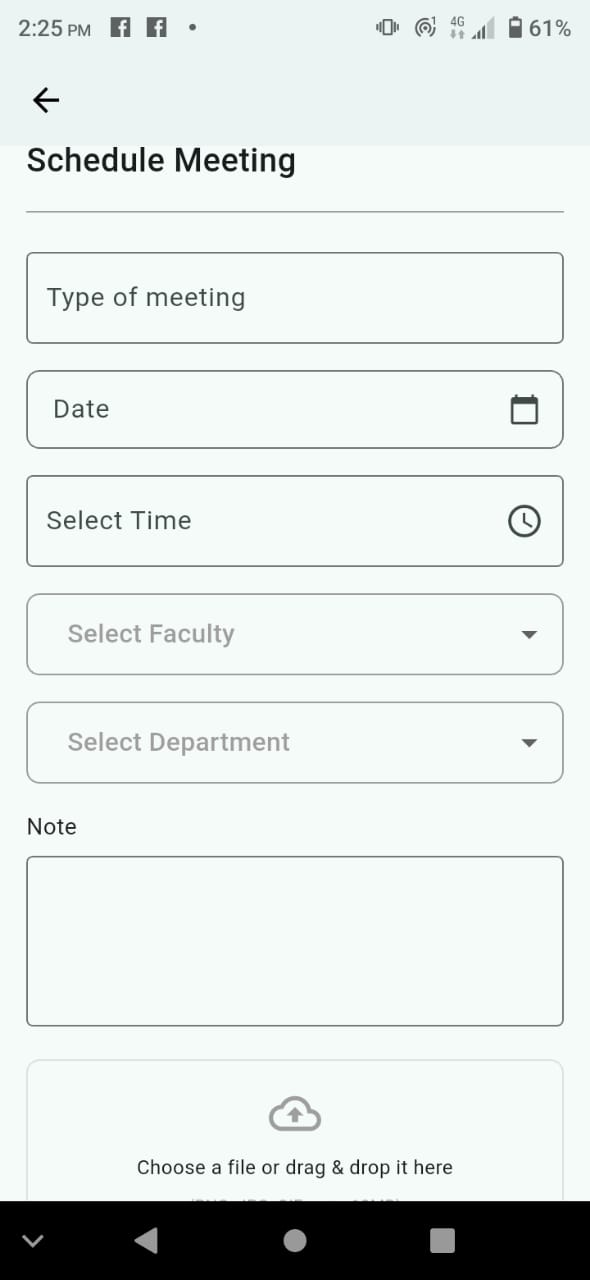 2:25 PM
4G
61%
Schedule Meeting
Type of meeting
Date
Select Time
Select Faculty
Select Department
Note
Choose a file or drag & drop it here